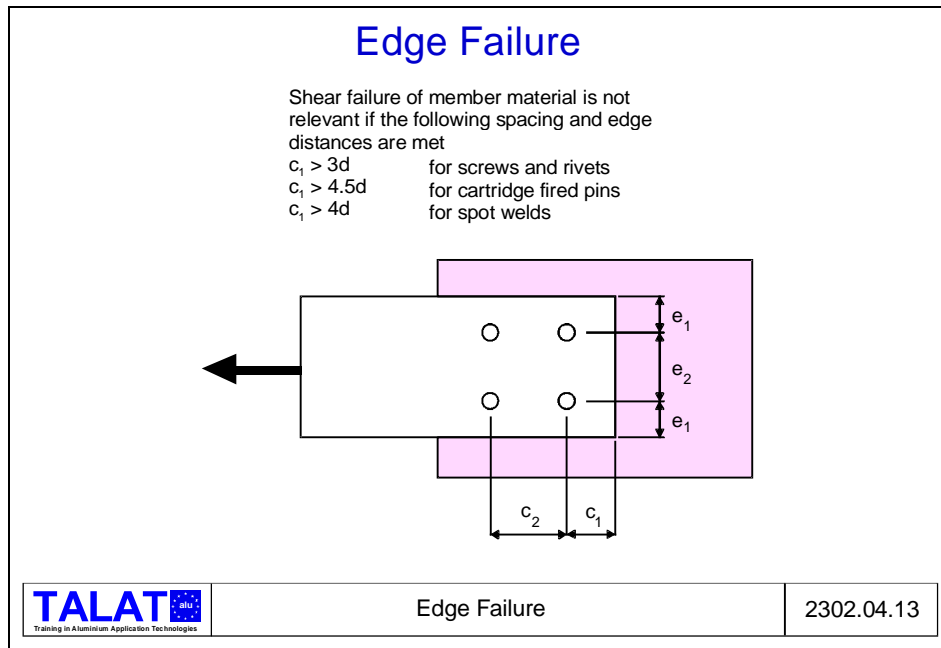 Edge Failure
Shear failure of member material is not
relevant if the following spacing and edge
distances are met
c₁ > 3d for screws and rivets
c₁ > 4.5d for cartridge fired pins
c₁ > 4d for spot welds
e₁
e₂
e₁
c₂ c₁
TALAT alu
Training in Aluminium Application Technologies
Edge Failure
2302.04.13